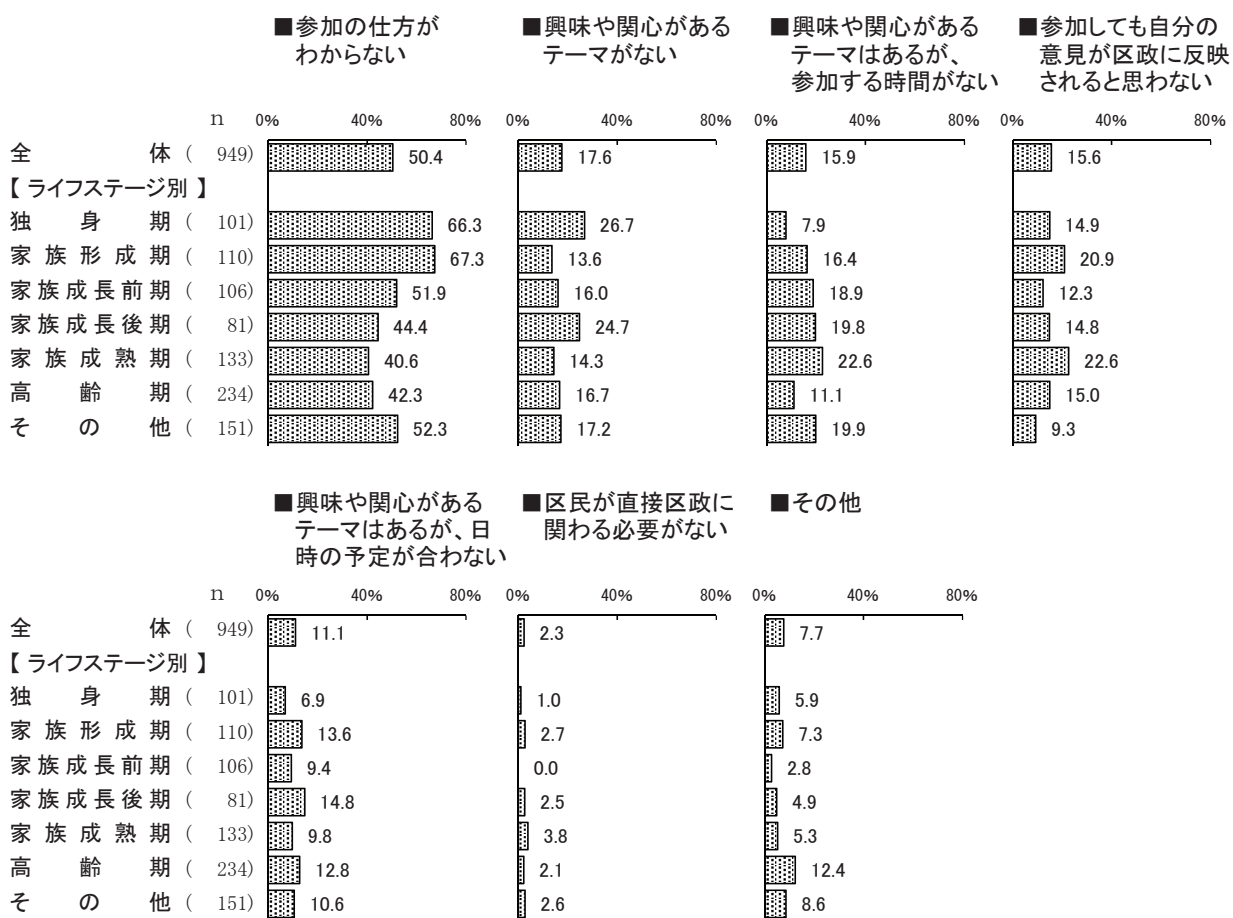 ■参加の仕方が
わからない
■興味や関心がある
テーマがない
■興味や関心がある
テーマはあるが、
参加する時間がない
■参加しても自分の
意見が区政に反映
されると思わない
n 0% 40% 80% 0% 40% 80% 0% 40% 80% 0% 40% 80%
全体 ( 949) 50.4 17.6 15.9 15.6
【 ライフステージ別 】
独身期 ( 101) 66.3 26.7 7.9 14.9
家族形成期 ( 110) 67.3 13.6 16.4 20.9
家族成長前期 ( 106) 51.9 16.0 18.9 12.3
家族成長後期 ( 81) 44.4 24.7 19.8 14.8
家族成熟期 ( 133) 40.6 14.3 22.6 22.6
高齢期 ( 234) 42.3 16.7 11.1 15.0
その他 ( 151) 52.3 17.2 19.9 9.3
■興味や関心がある
テーマはあるが、日
時の予定が合わない
■区民が直接区政に
関わる必要がない
■その他
n 0% 40% 80% 0% 40% 80% 0% 40% 80%
全体 ( 949) 11.1 2.3 7.7
【 ライフステージ別 】
独身期 ( 101) 6.9 1.0 5.9
家族形成期 ( 110) 13.6 2.7 7.3
家族成長前期 ( 106) 9.4 0.0 2.8
家族成長後期 ( 81) 14.8 2.5 4.9
家族成熟期 ( 133) 9.8 3.8 5.3
高齢期 ( 234) 12.8 2.1 12.4
その他 ( 151) 10.6 2.6 8.6